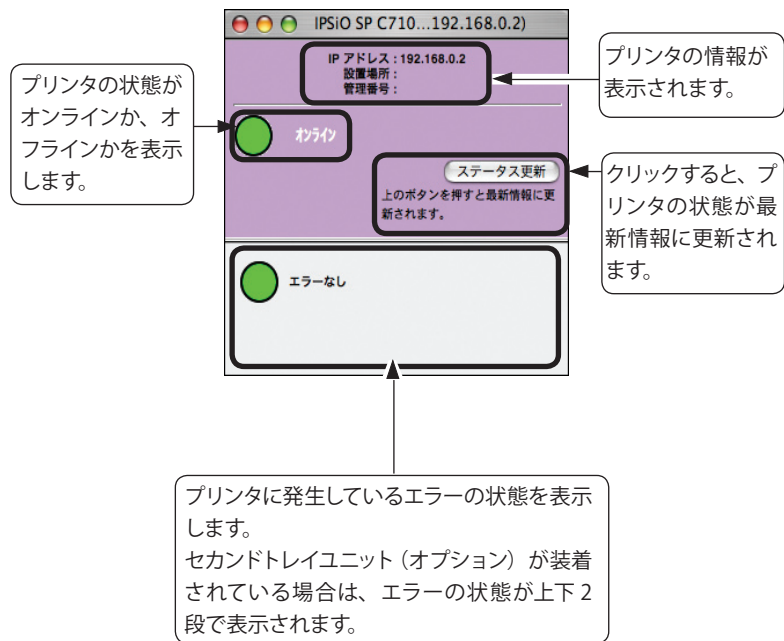 IPSiO SP C710...192.168.0.2)
IP アドレス : 192.168.0.2
設置場所 :
管理番号 :
プリンタの情報が
表示されます。
プリンタの状態が
オンラインか、オ
フラインかを表示
します。
オンライン
ステータス更新
上のボタンを押すと最新情報に更
新されます。
クリックすると、プ
リンタの状態が最
新情報に更新され
ます。
エラーなし
プリンタに発生しているエラーの状態を表示
します。
セカンドトレイユニット（オプション）が装着
されている場合は、エラーの状態が上下 2
段で表示されます。